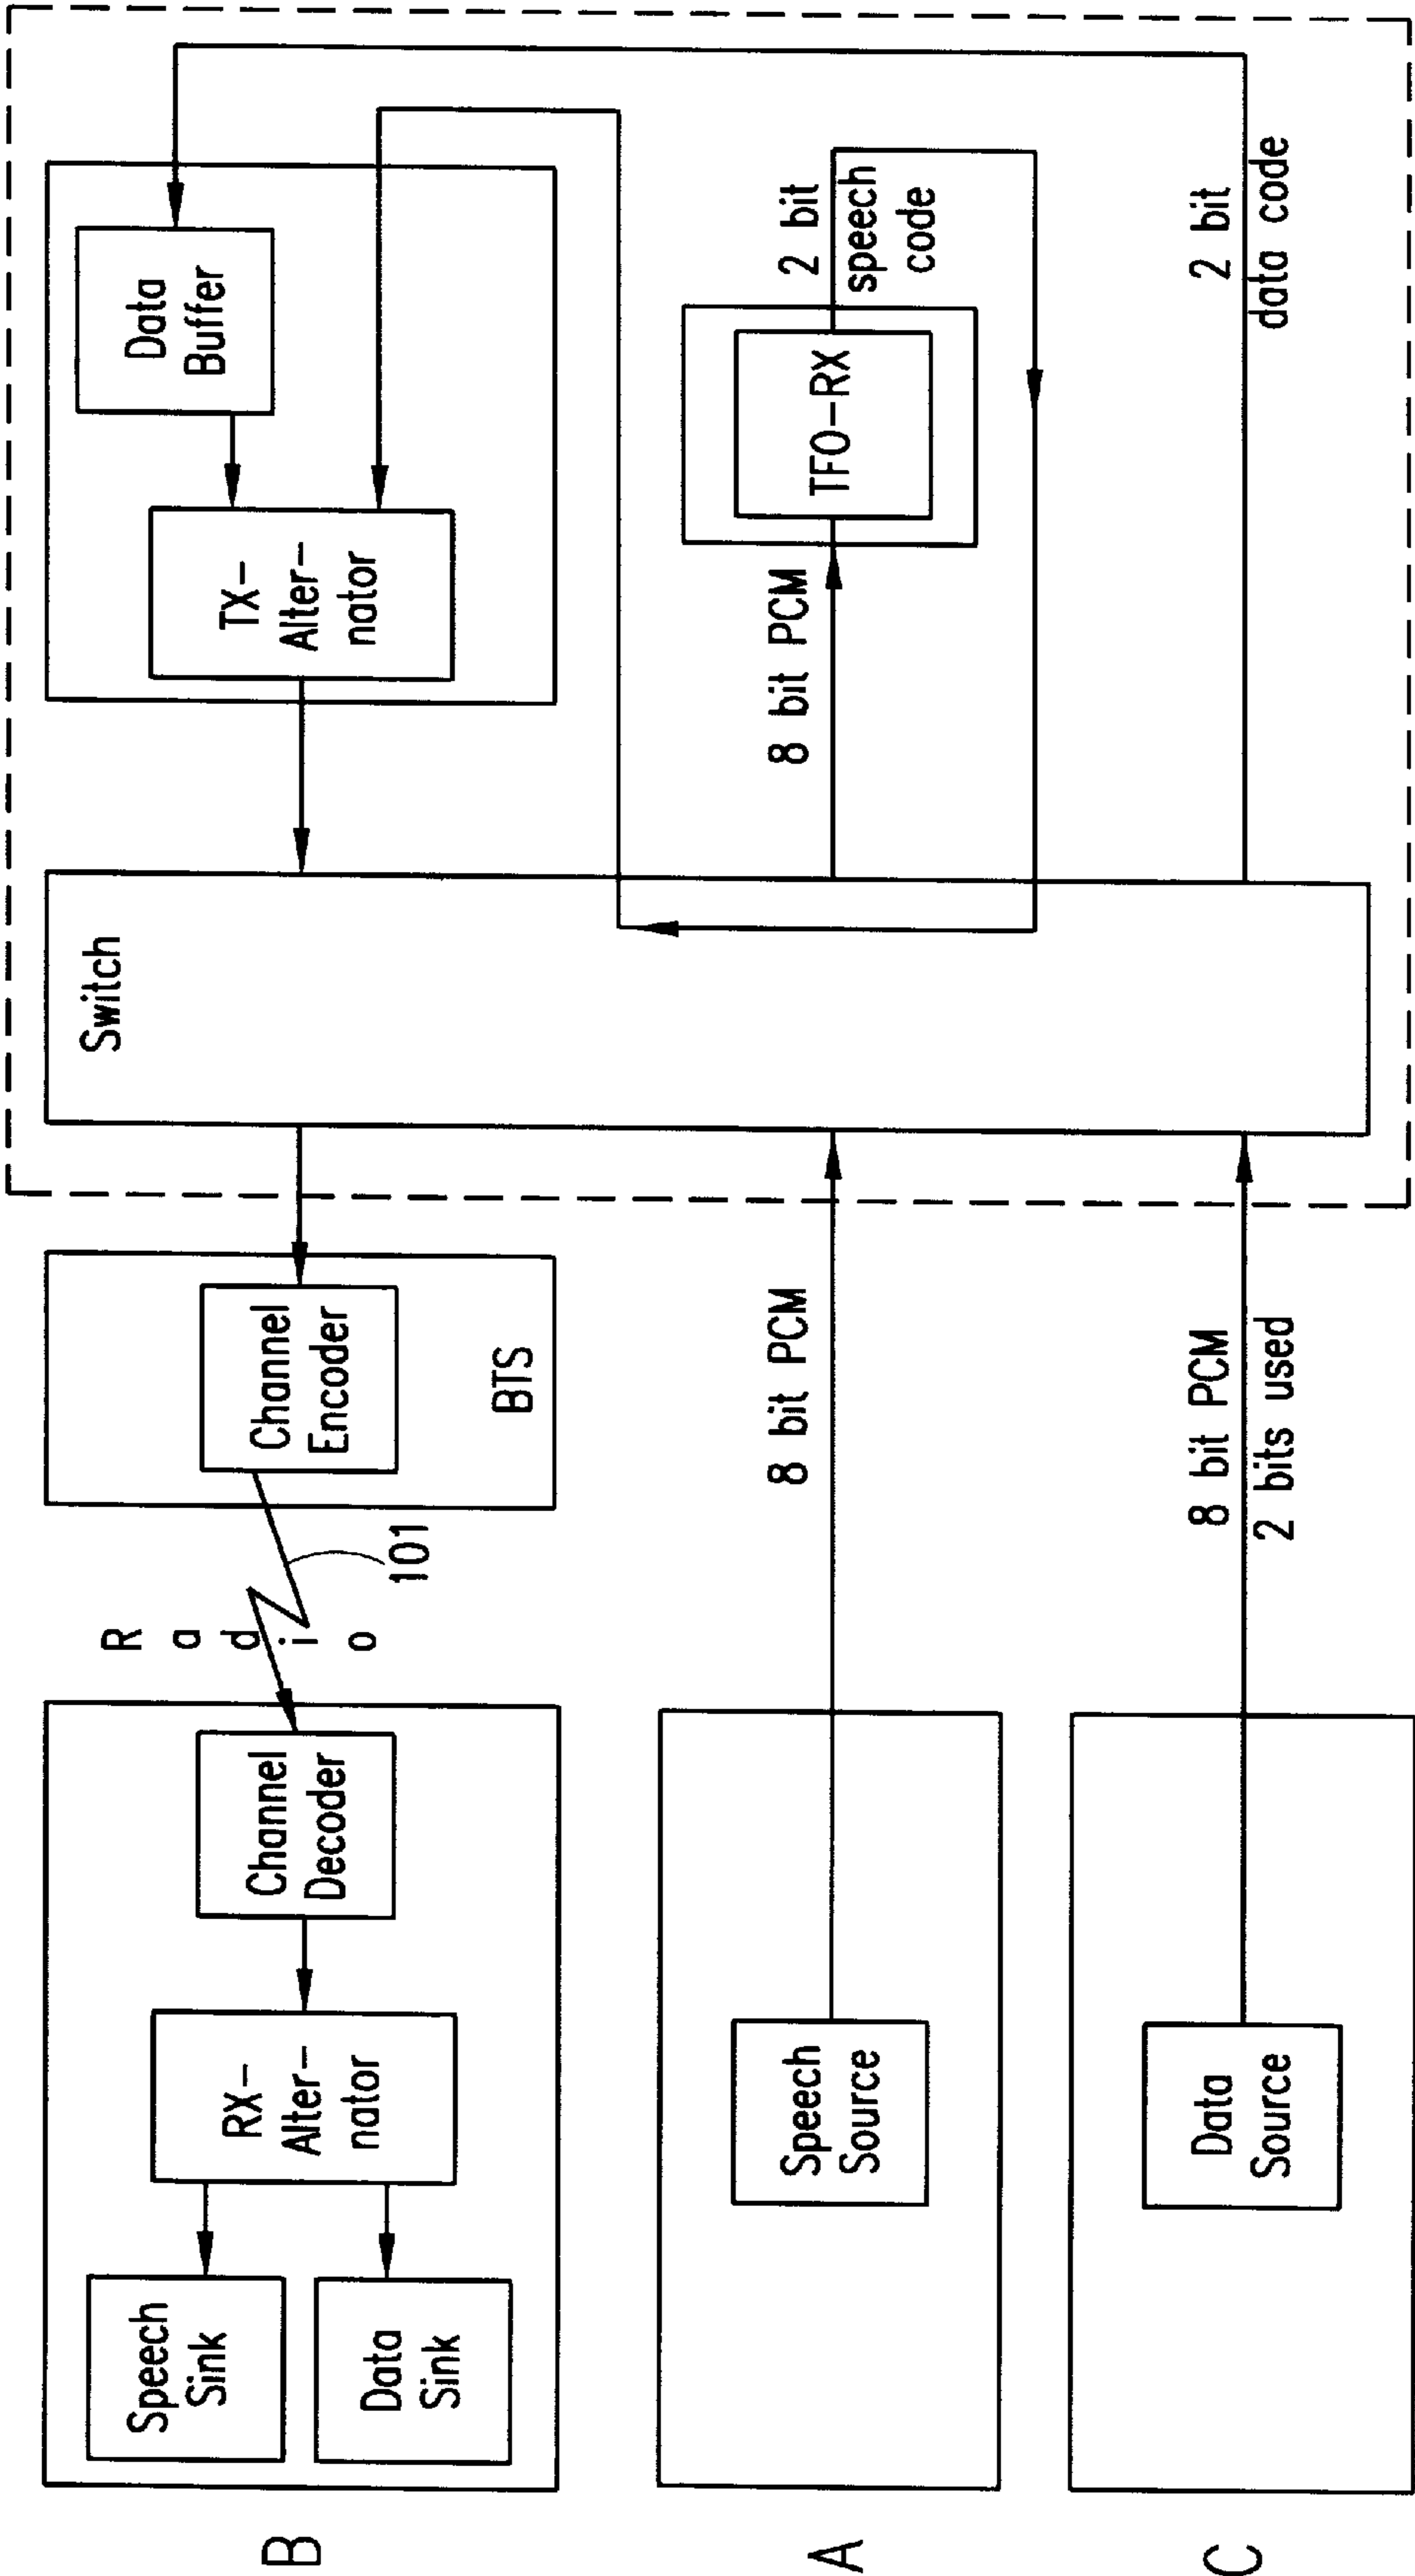 B
Speech
Sink
Data
Sink
RX-
Alter-
nator
Channel
Decoder
Radio
101
Channel
Encoder
BTS
Switch
TX-
Alter-
nator
Data
Buffer
A
Speech
Source
8 bit PCM
8 bit PCM
TFO-RX
2 bit
speech
code
C
Data
Source
8 bit PCM
2 bits used
2 bit
data code